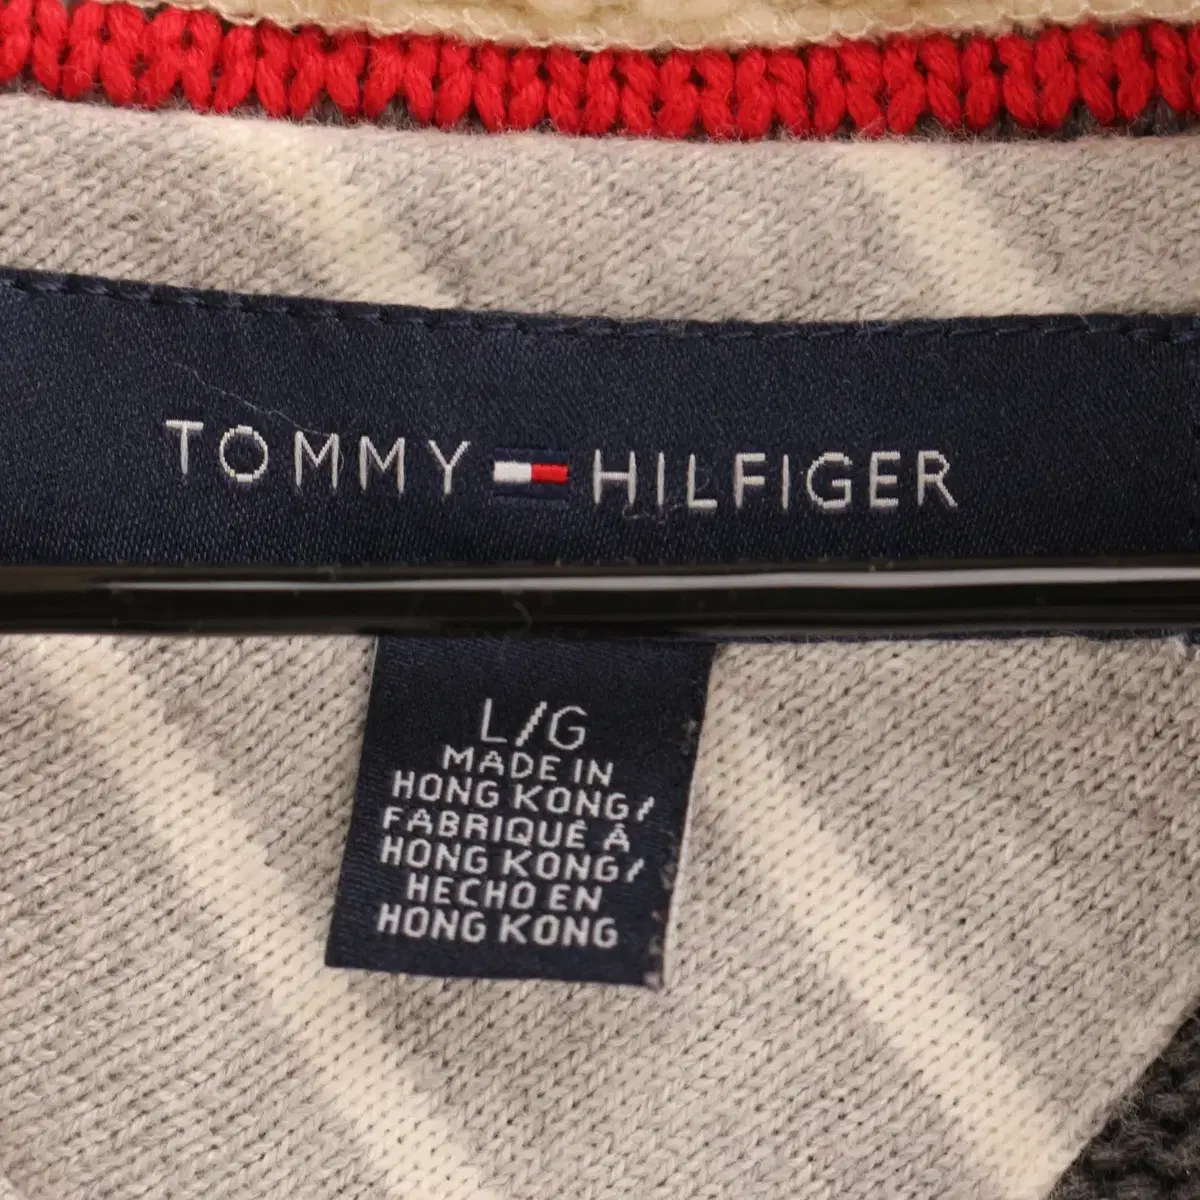 TOMMY HILFIGER
L/G
MADE IN
HONG KONG/
FABRIQUÉ À
HONG KONG/
HECHO EN
HONG KONG